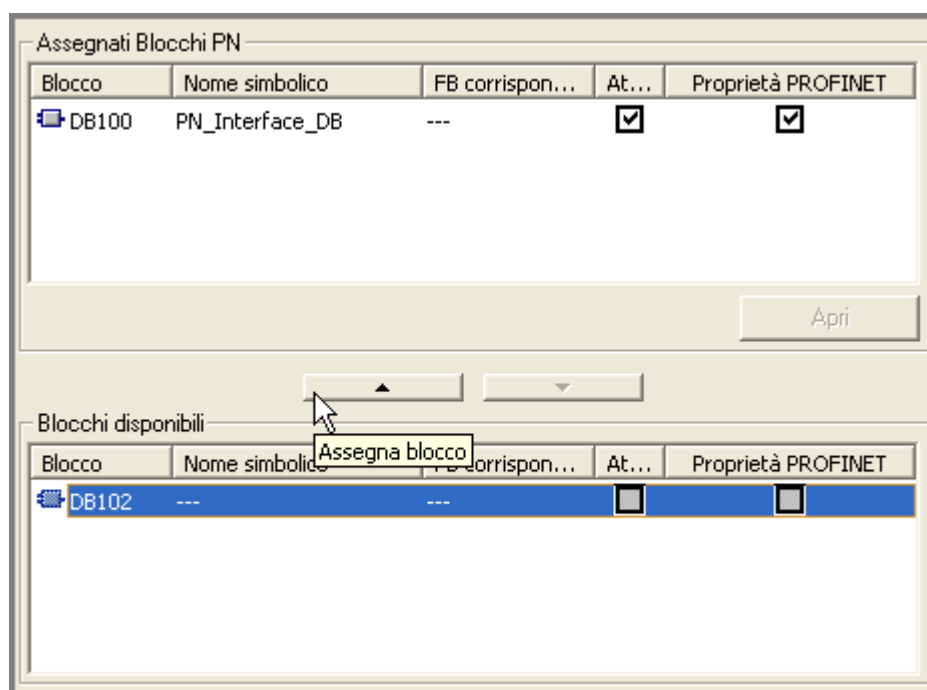 Assegnati Blocchi PN
Blocco Nome simbolico FB corrispon... At... Proprietà PROFINET
DB100 PN_Interface_DB ---
Apri
Blocchi disponibili
Assegna blocco
Blocco Nome simbolico FB corrispon... At... Proprietà PROFINET
DB102 --- ---